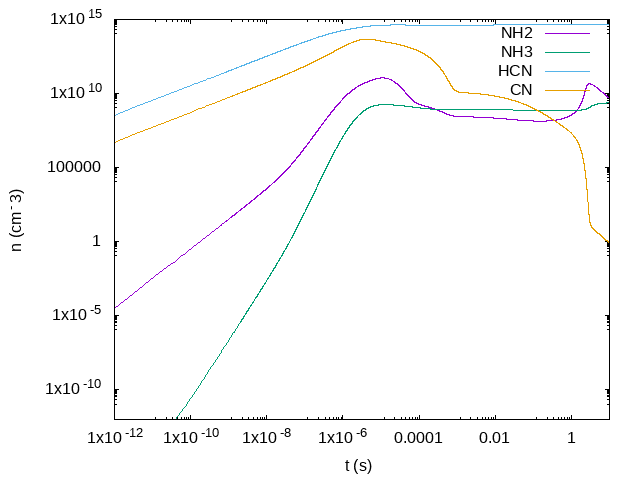 1x10^15
NH2
NH3
HCN
1x10^10
CN
100000
n (cm^-3)
1
1x10^-5
1x10^-10
1x10^-12 1x10^-10 1x10^-8 1x10^-6 0.0001 0.01 1
t (s)